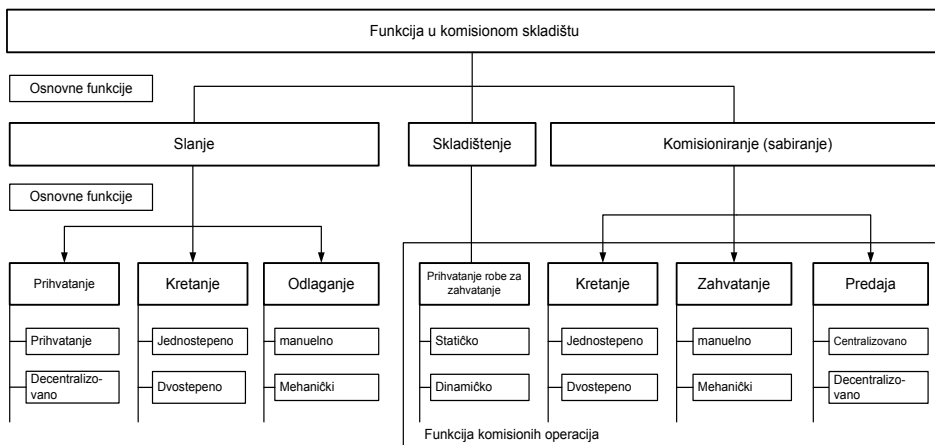 Funkcija u komisionom skladištu
Osnovne funkcije
Slanje
Skladištenje
Komisioniranje (sabiranje)
Osnovne funkcije
Prihvatanje
Kretanje
Odlaganje
Prihvatanje robe za
zahvatanje
Kretanje
Zahvatanje
Predaja
Prihvatanje
Jednostepeno
manuelno
Statičko
Jednostepeno
manuelno
Centralizovano
Decentralizo-
vano
Dvostepeno
Mehanički
Dinamičko
Dvostepeno
Mehanički
Decentralizo-
vano
Funkcija komisionih operacija